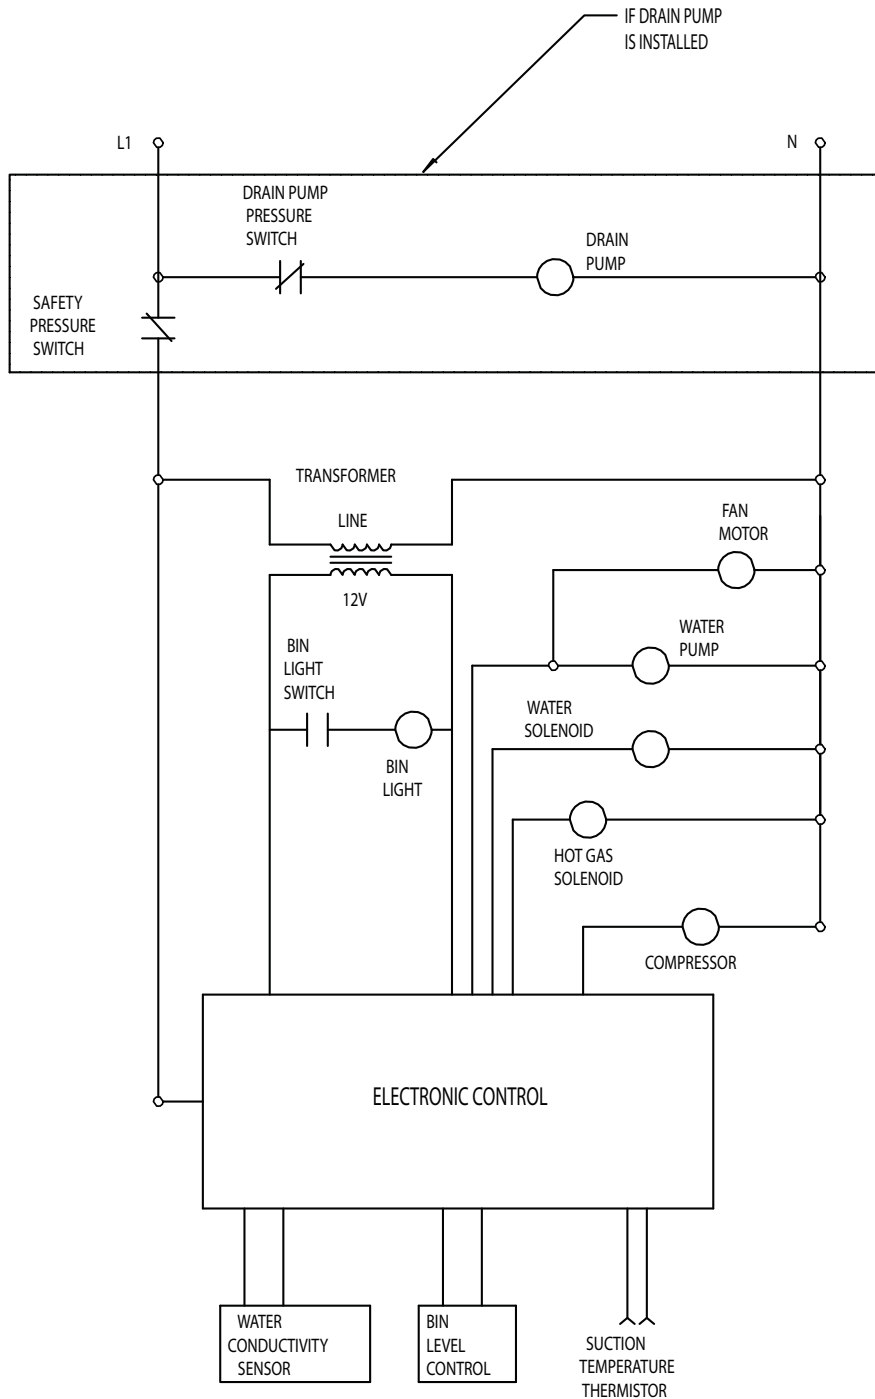 IF DRAIN PUMP
IS INSTALLED
L1
N
DRAIN PUMP
PRESSURE
SWITCH
DRAIN
PUMP
SAFETY
PRESSURE
SWITCH
TRANSFORMER
LINE
12V
FAN
MOTOR
WATER
PUMP
BIN
LIGHT
SWITCH
WATER
SOLENOID
BIN
LIGHT
HOT GAS
SOLENOID
COMPRESSOR
ELECTRONIC CONTROL
WATER
CONDUCTIVITY
SENSOR
BIN
LEVEL
CONTROL
SUCTION
TEMPERATURE
THERMISTOR